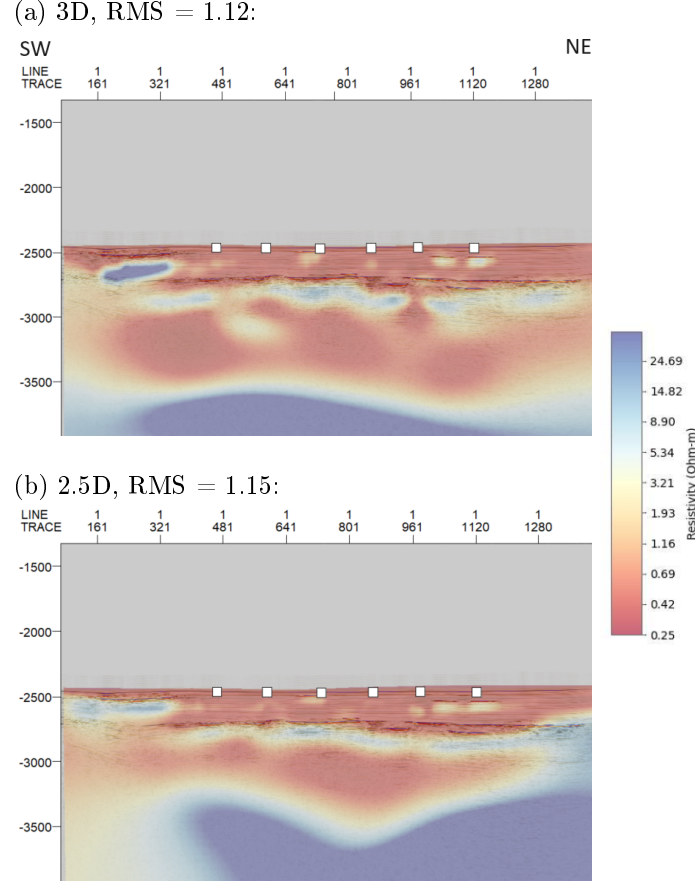 (a) 3D, RMS = 1.12:
SW NE
LINE 1 1 1 1 1 1 1 1
TRACE 161 321 481 641 801 961 1120 1280
-1500
-2000
-2500
-3000
-3500
24.69
14.82
8.90
5.34
3.21
1.93
1.16
0.69
0.42
0.25
Resistivity (Ohm-m)
(b) 2.5D, RMS = 1.15:
LINE 1 1 1 1 1 1 1 1
TRACE 161 321 481 641 801 961 1120 1280
-1500
-2000
-2500
-3000
-3500